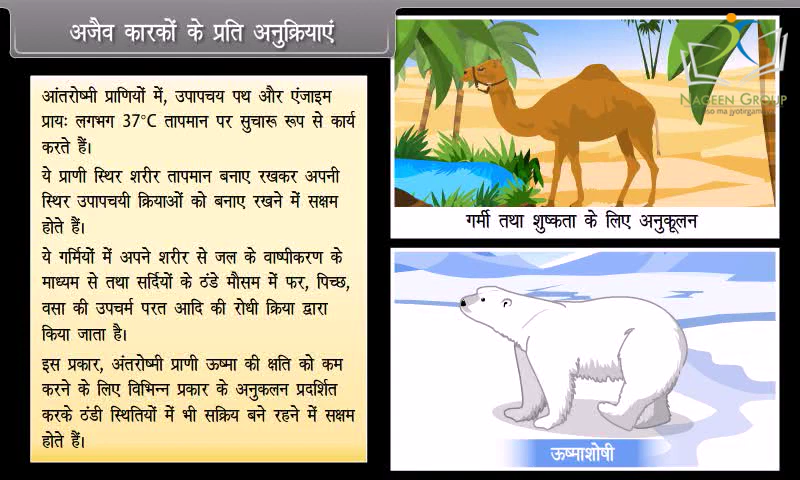 अजैव कारकों के प्रति अनुक्रियाएं
आंतरोष्मी प्राणियों में, उपापचय पथ और एंजाइम
प्रायः लगभग 37°C तापमान पर सुचारू रूप से कार्य
करते हैं।
ये प्राणी स्थिर शरीर तापमान बनाए रखकर अपनी
स्थिर उपापचयी क्रियाओं को बनाए रखने में सक्षम
होते हैं।
ये गर्मियों में अपने शरीर से जल के वाष्पीकरण के
माध्यम से तथा सर्दियों के ठंडे मौसम में फर, पिच्छ,
वसा की उपचर्म परत आदि की रोधी क्रिया द्वारा
किया जाता है।
इस प्रकार, अंतरोष्मी प्राणी ऊष्मा की क्षति को कम
करने के लिए विभिन्न प्रकार के अनुकलन प्रदर्शित
करके ठंडी स्थितियों में भी सक्रिय बने रहने में सक्षम
होते हैं।
NAGEEN GROUP
so ma jyotirgamaya
गर्मी तथा शुष्कता के लिए अनुकूलन
ऊष्माशोषी